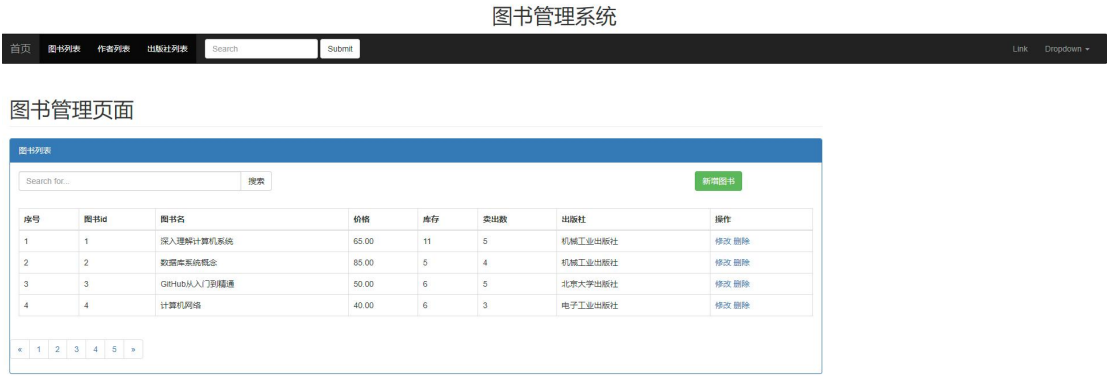 图书管理系统
首页 图书列表 作者列表 出版社列表 Search Submit Link Dropdown
图书管理页面
图书列表
Search for... 搜索 新增图书
序号 图书id 图书名 价格 库存 卖出数 出版社 操作
1 1 深入理解计算机系统 65.00 11 5 机械工业出版社 修改 删除
2 2 数据库系统概念 85.00 5 4 机械工业出版社 修改 删除
3 3 GitHub从入门到精通 50.00 6 5 北京大学出版社 修改 删除
4 4 计算机网络 40.00 6 3 电子工业出版社 修改 删除
« 1 2 3 4 5 »